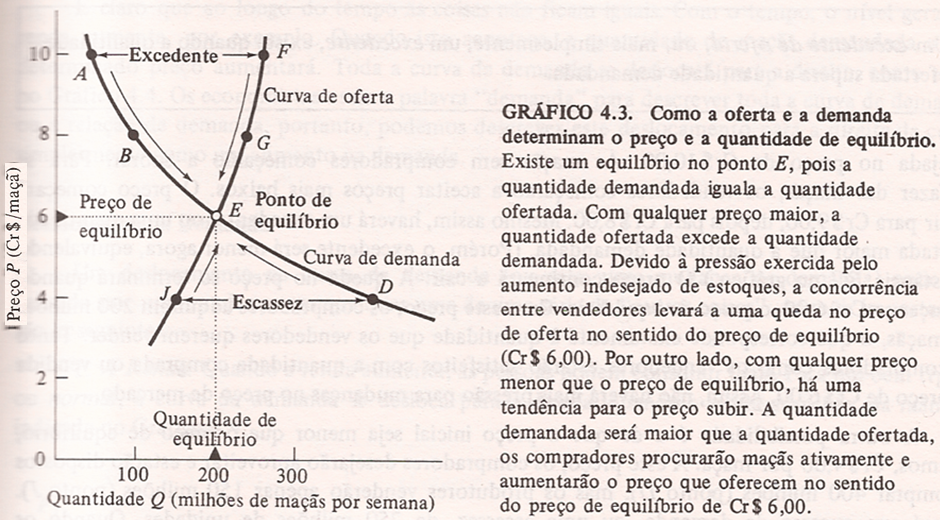 10
A
Excedente
F
Curva de oferta
8
B
G
Preço P (Cr$/maçã)
Preço de
equilíbrio
6
E
Ponto de
equilíbrio
Curva de demanda
4
Escassez
D
2
Quantidade de
equilíbrio
0
100
300
Quantidade Q (milhões de maçãs por semana)
GRÁFICO 4.3. Como a oferta e a demanda
determinam o preço e a quantidade de equilíbrio.
Existe um equilíbrio no ponto E, pois a
quantidade demandada iguala a quantidade
ofertada. Com qualquer preço maior, a
quantidade ofertada excede a quantidade
demandada. Devido à pressão exercida pelo
aumento indesejado de estoques, a concorrência
entre vendedores levará a uma queda no preço
de oferta no sentido do preço de equilíbrio
(Cr$ 6,00). Por outro lado, com qualquer preço
menor que o preço de equilíbrio, há uma
tendência para o preço subir. A quantidade
demandada será maior que a quantidade ofertada,
os compradores procurarão maçãs ativamente e
aumentarão o preço que oferecem no sentido
do preço de equilíbrio de Cr$ 6,00.